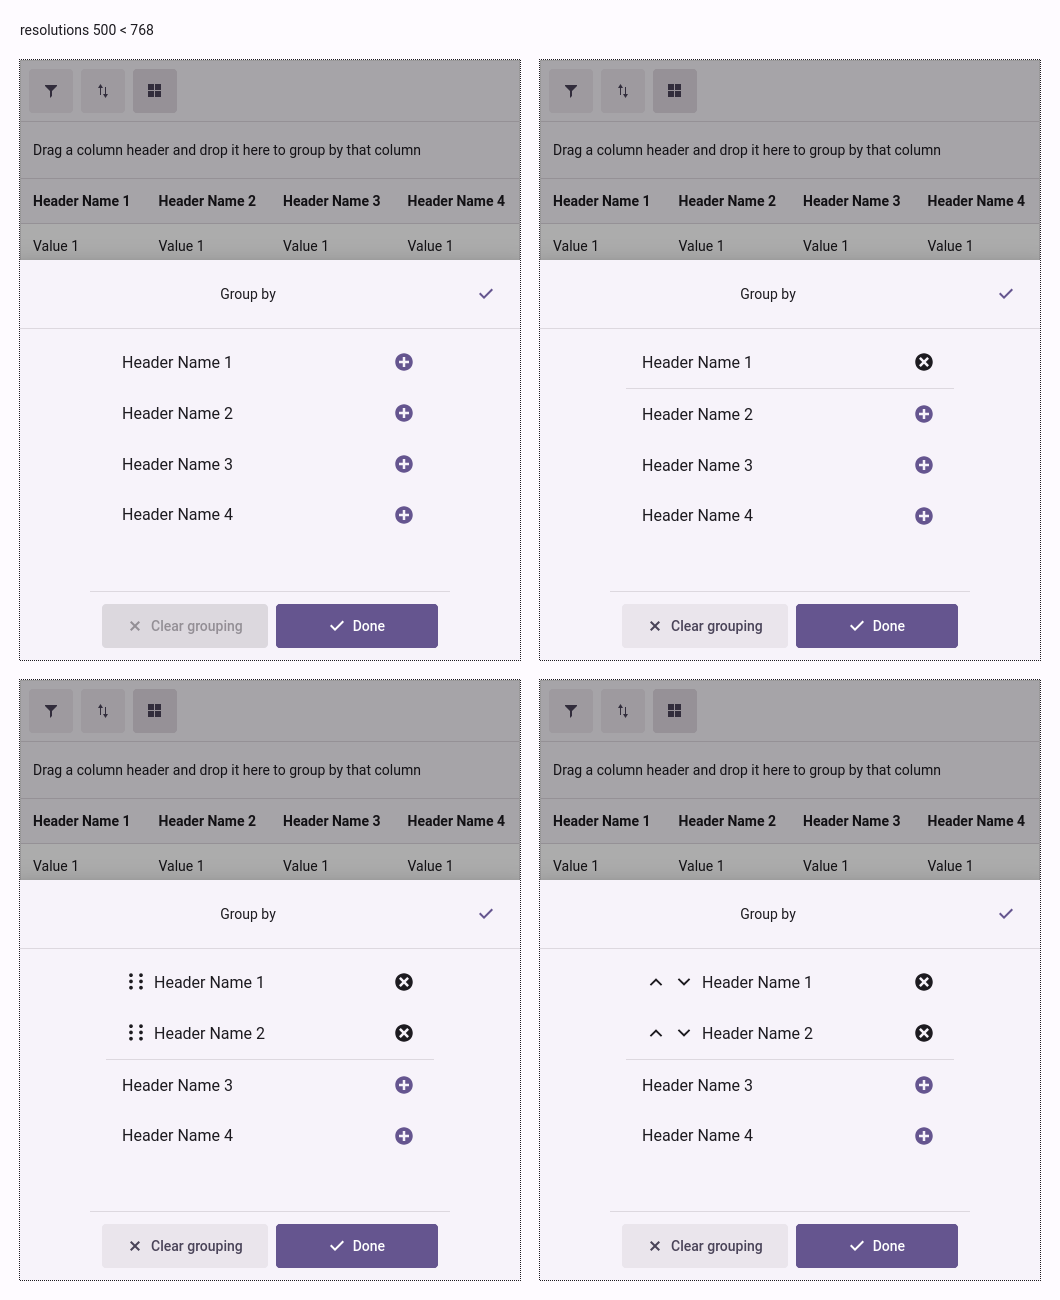 resolutions 500 < 768
Drag a column header and drop it here to group by that column
Header Name 1 Header Name 2 Header Name 3 Header Name 4
Value 1 Value 1 Value 1 Value 1
Group by
Header Name 1
Header Name 2
Header Name 3
Header Name 4
Clear grouping Done
Drag a column header and drop it here to group by that column
Header Name 1 Header Name 2 Header Name 3 Header Name 4
Value 1 Value 1 Value 1 Value 1
Group by
Header Name 1
Header Name 2
Header Name 3
Header Name 4
Clear grouping Done
Drag a column header and drop it here to group by that column
Header Name 1 Header Name 2 Header Name 3 Header Name 4
Value 1 Value 1 Value 1 Value 1
Group by
Header Name 1
Header Name 2
Header Name 3
Header Name 4
Clear grouping Done
Drag a column header and drop it here to group by that column
Header Name 1 Header Name 2 Header Name 3 Header Name 4
Value 1 Value 1 Value 1 Value 1
Group by
Header Name 1
Header Name 2
Header Name 3
Header Name 4
Clear grouping Done